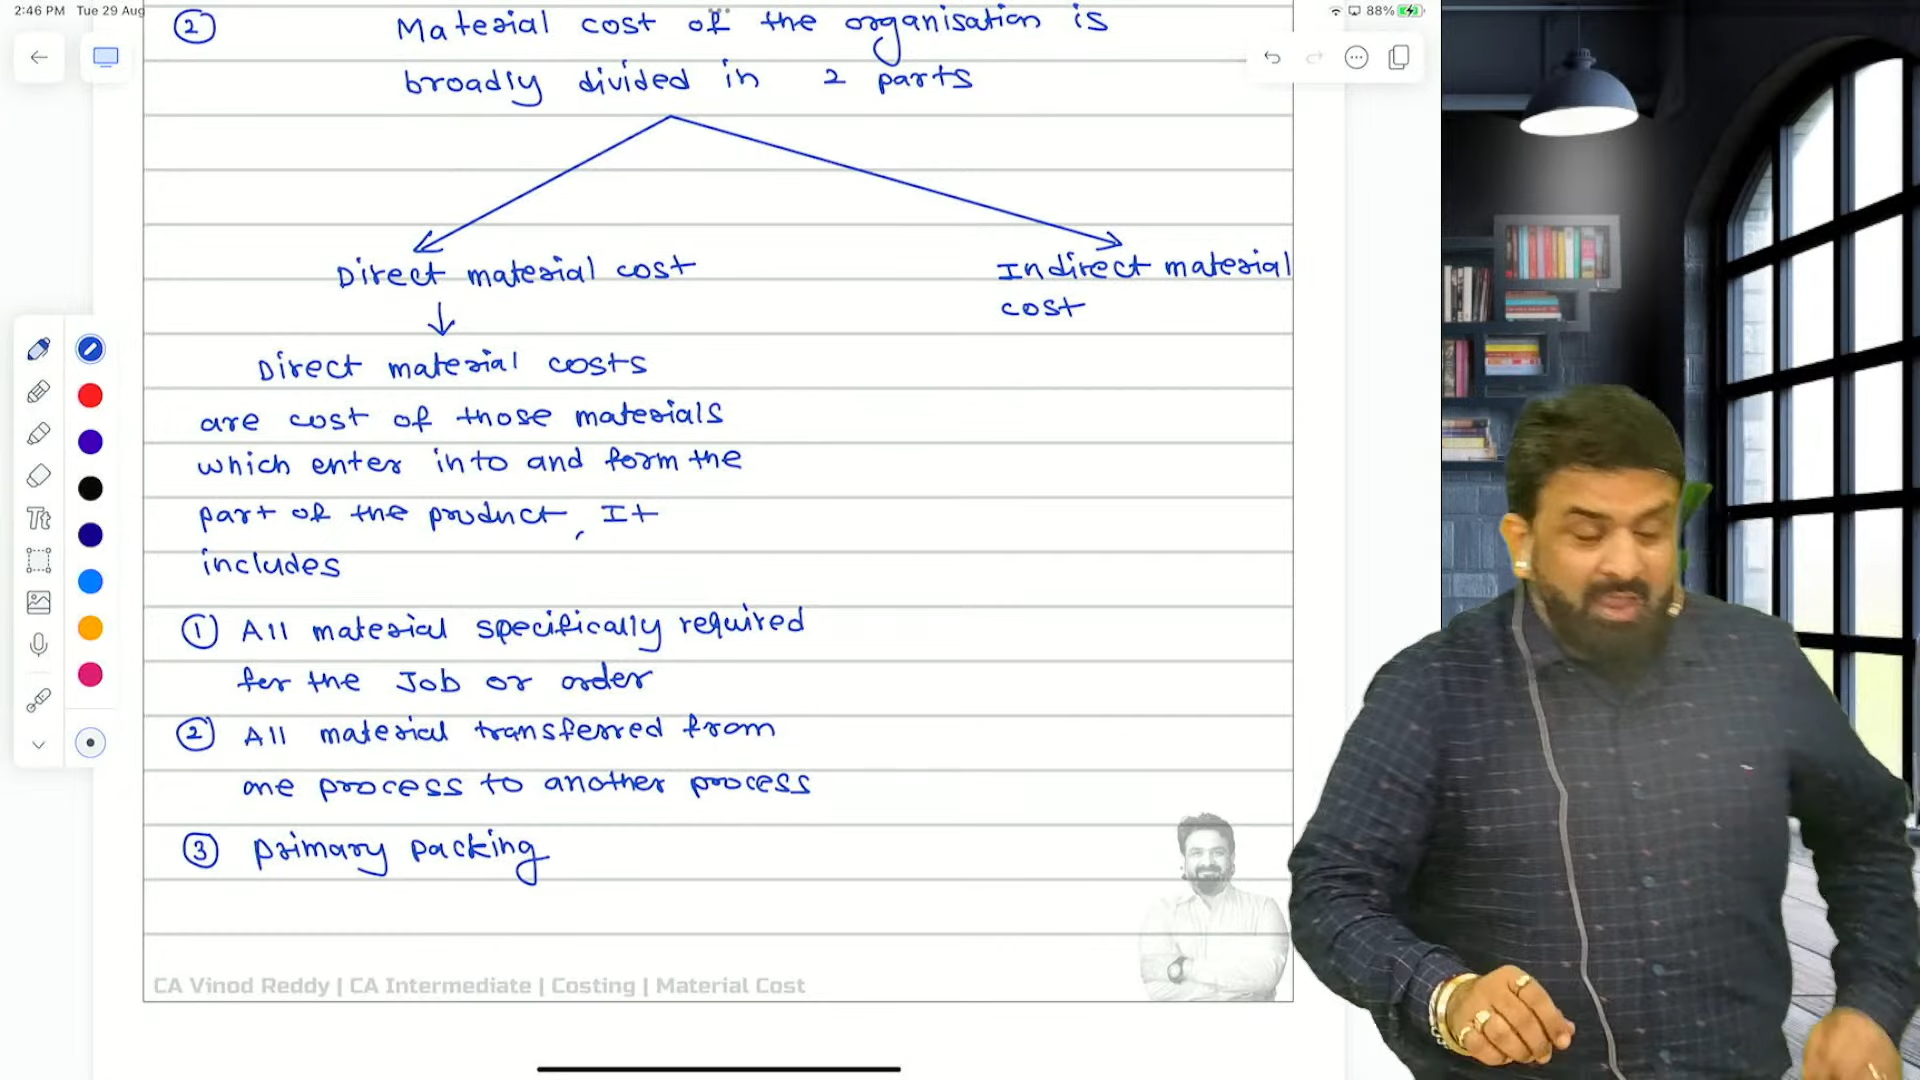 2:46 PM Tue 29 Aug
88%
② Material cost of the organisation is
broadly divided in 2 parts
Direct material cost
Indirect material
cost
Direct material costs
are cost of those materials
which enter into and form the
part of the product, It
includes
① All material specifically required
for the Job or order
② All material transferred from
one process to another process
③ primary packing
Tt
CA Vinod Reddy | CA Intermediate | Costing | Material Cost